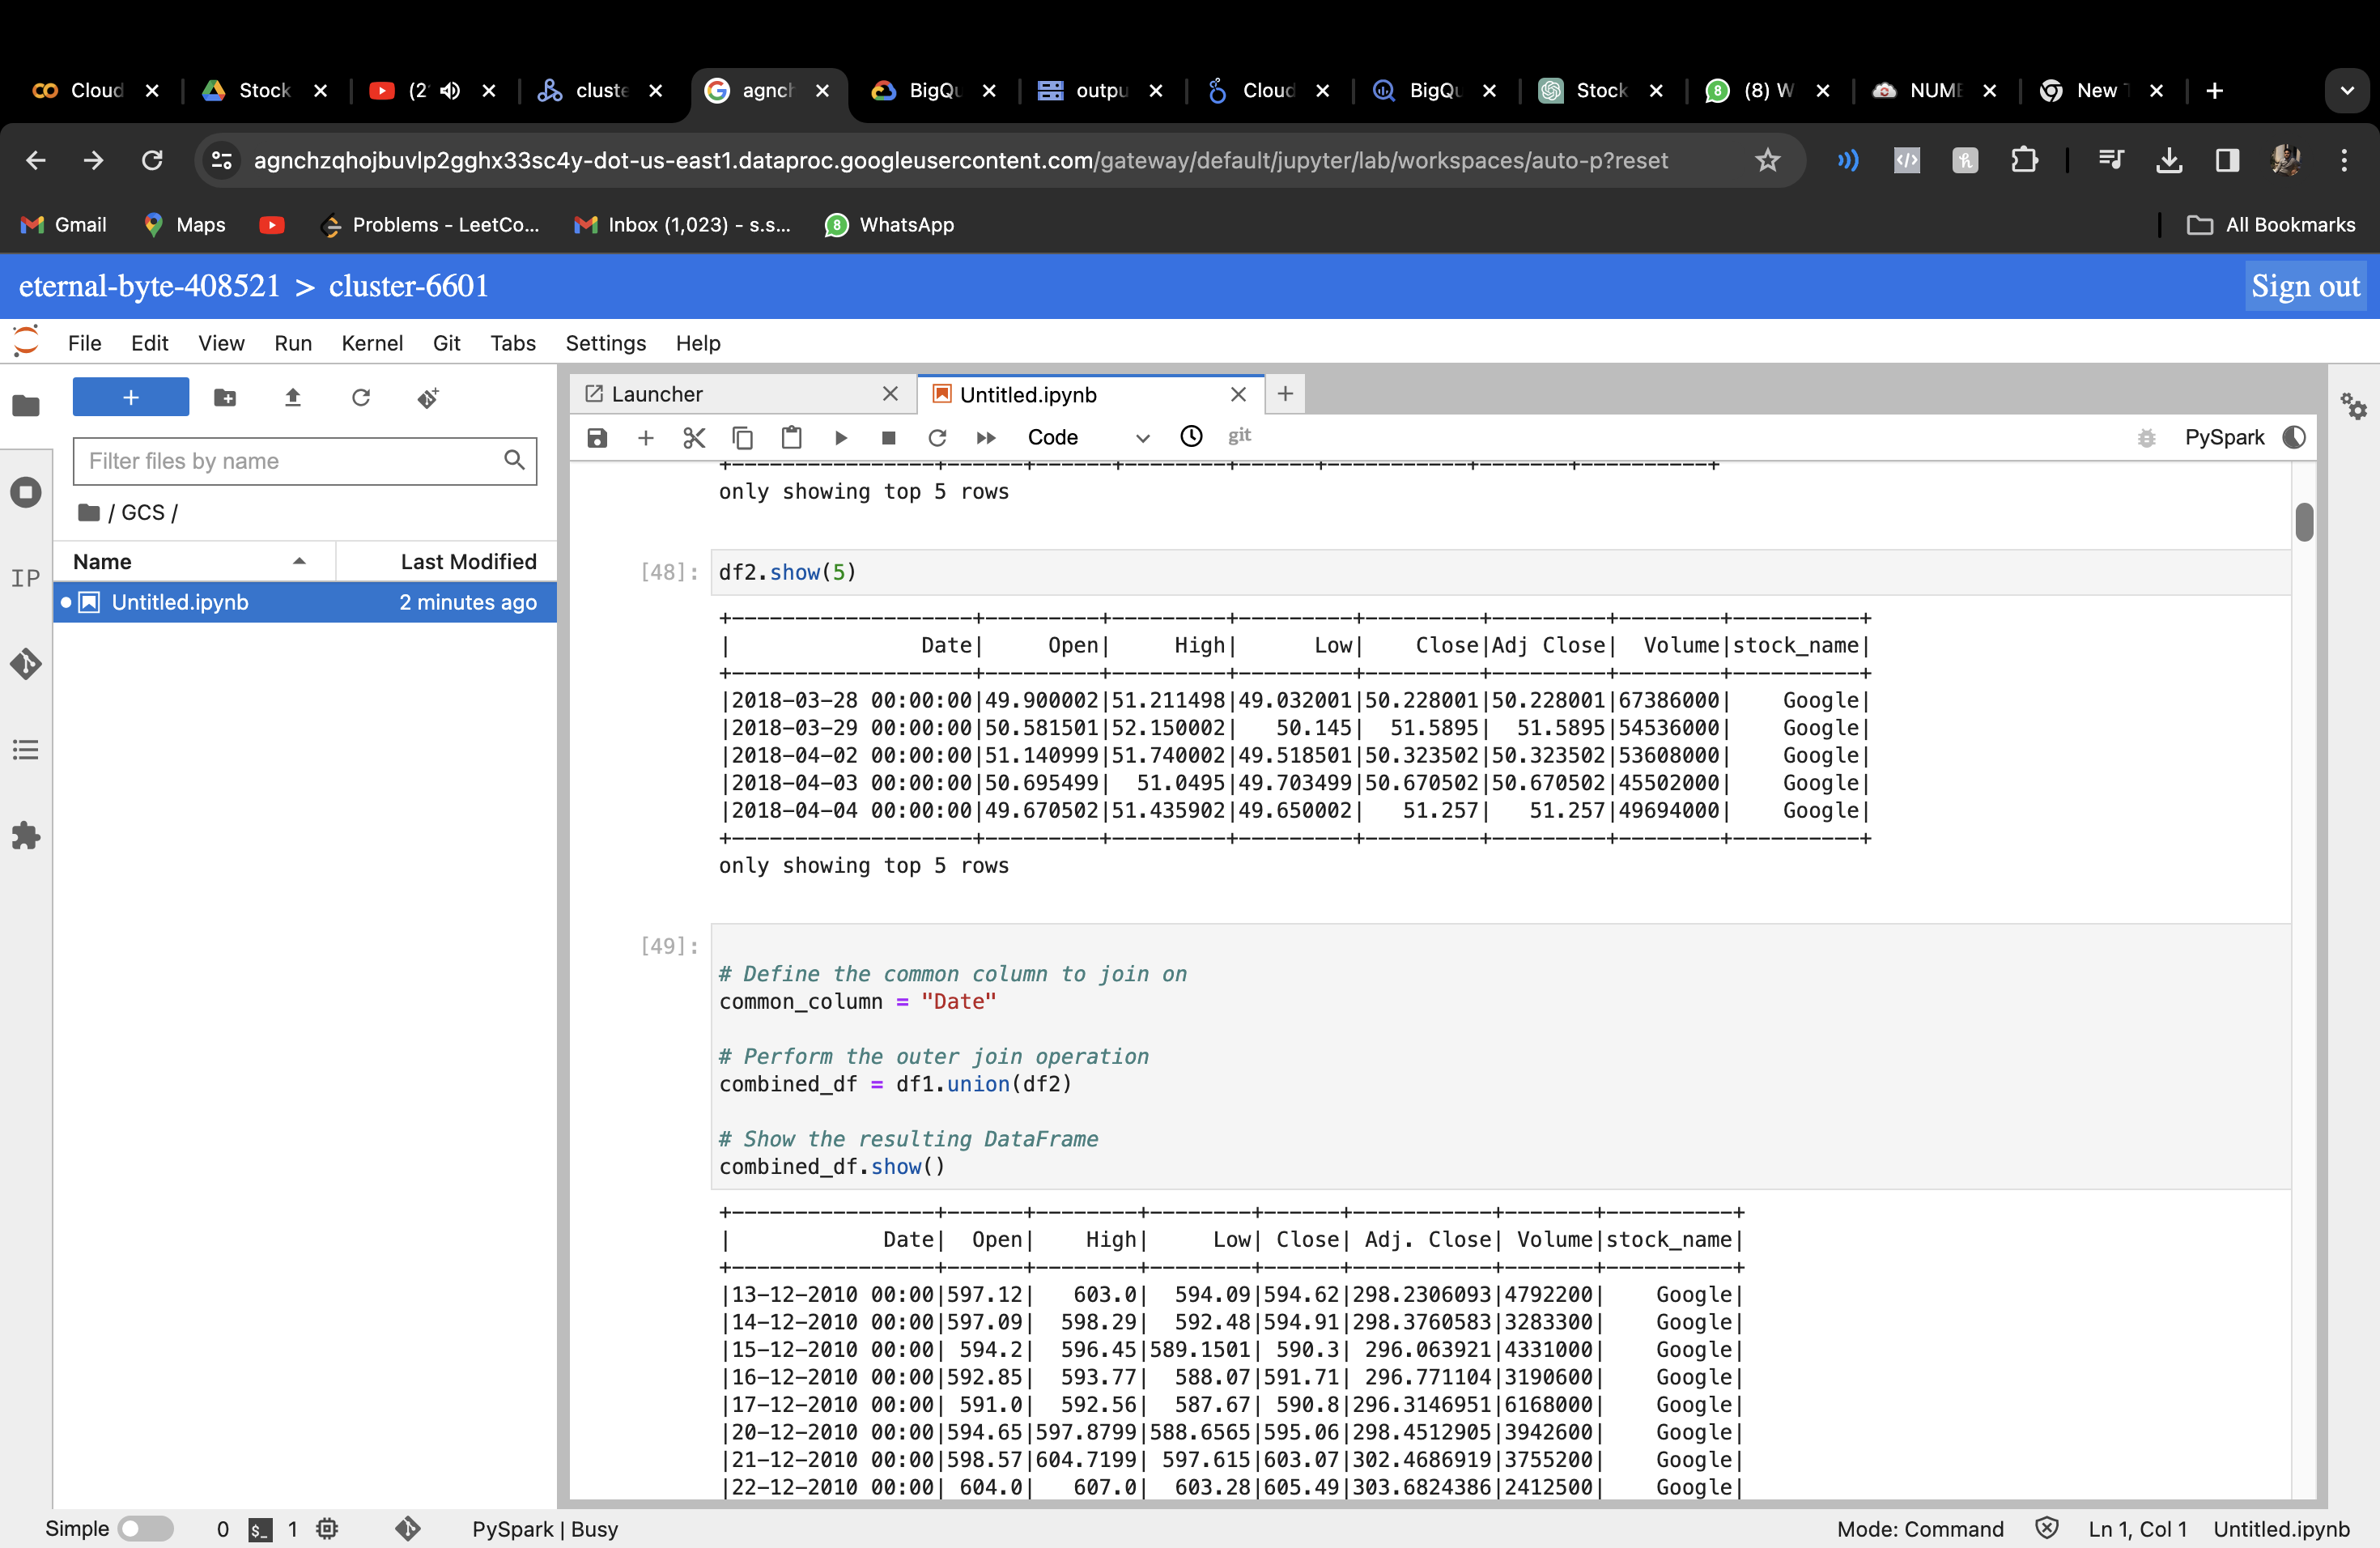 Cloud
Stock
(2
cluste
agnch
BigQu
outpu
Cloud
BigQu
Stock
(8) W
NUME
New T
agnchzqhojbuvlp2gghx33sc4y-dot-us-east1.dataproc.googleusercontent.com/gateway/default/jupyter/lab/workspaces/auto-p?reset
Gmail
Maps
Problems - LeetCo...
Inbox (1,023) - s.s...
8 WhatsApp
All Bookmarks
eternal-byte-408521 > cluster-6601
Sign out
File Edit View Run Kernel Git Tabs Settings Help
Launcher
Untitled.ipynb
Code
git
PySpark
Filter files by name
/ GCS /
Name
Last Modified
Untitled.ipynb
2 minutes ago
IP
+----------------+------+------+--------+------+-----------+-------+----------+
only showing top 5 rows
[48]: df2.show(5)
+-------------------+---------+---------+---------+---------+---------+--------+----------+
|               Date|     Open|     High|      Low|    Close|Adj Close|  Volume|stock_name|
+-------------------+---------+---------+---------+---------+---------+--------+----------+
|2018-03-28 00:00:00|49.900002|51.211498|49.032001|50.228001|50.228001|67386000|    Google|
|2018-03-29 00:00:00|50.581501|52.150002|   50.145|  51.5895|  51.5895|54536000|    Google|
|2018-04-02 00:00:00|51.140999|51.740002|49.518501|50.323502|50.323502|53608000|    Google|
|2018-04-03 00:00:00|50.695499|  51.0495|49.703499|50.670502|50.670502|45502000|    Google|
|2018-04-04 00:00:00|49.670502|51.435902|49.650002|   51.257|   51.257|49694000|    Google|
+-------------------+---------+---------+---------+---------+---------+--------+----------+
only showing top 5 rows
[49]:
# Define the common column to join on
common_column = "Date"
# Perform the outer join operation
combined_df = df1.union(df2)
# Show the resulting DataFrame
combined_df.show()
+----------------+------+--------+--------+------+-----------+-------+----------+
|            Date|  Open|    High|     Low| Close| Adj. Close| Volume|stock_name|
+----------------+------+--------+--------+------+-----------+-------+----------+
|13-12-2010 00:00|597.12|   603.0|  594.09|594.62|298.2306093|4792200|    Google|
|14-12-2010 00:00|597.09|  598.29|  592.48|594.91|298.3760583|3283300|    Google|
|15-12-2010 00:00| 594.2|  596.45|589.1501| 590.3| 296.063921|4331000|    Google|
|16-12-2010 00:00|592.85|  593.77|  588.07|591.71| 296.771104|3190600|    Google|
|17-12-2010 00:00| 591.0|  592.56|  587.67| 590.8|296.3146951|6168000|    Google|
|20-12-2010 00:00|594.65|597.8799|588.6565|595.06|298.4512905|3942600|    Google|
|21-12-2010 00:00|598.57|604.7199| 597.615|603.07|302.4686919|3755200|    Google|
|22-12-2010 00:00| 604.0|   607.0|  603.28|605.49|303.6824386|2412500|    Google|
Simple
0
$_
1
PySpark | Busy
Mode: Command
Ln 1, Col 1
Untitled.ipynb